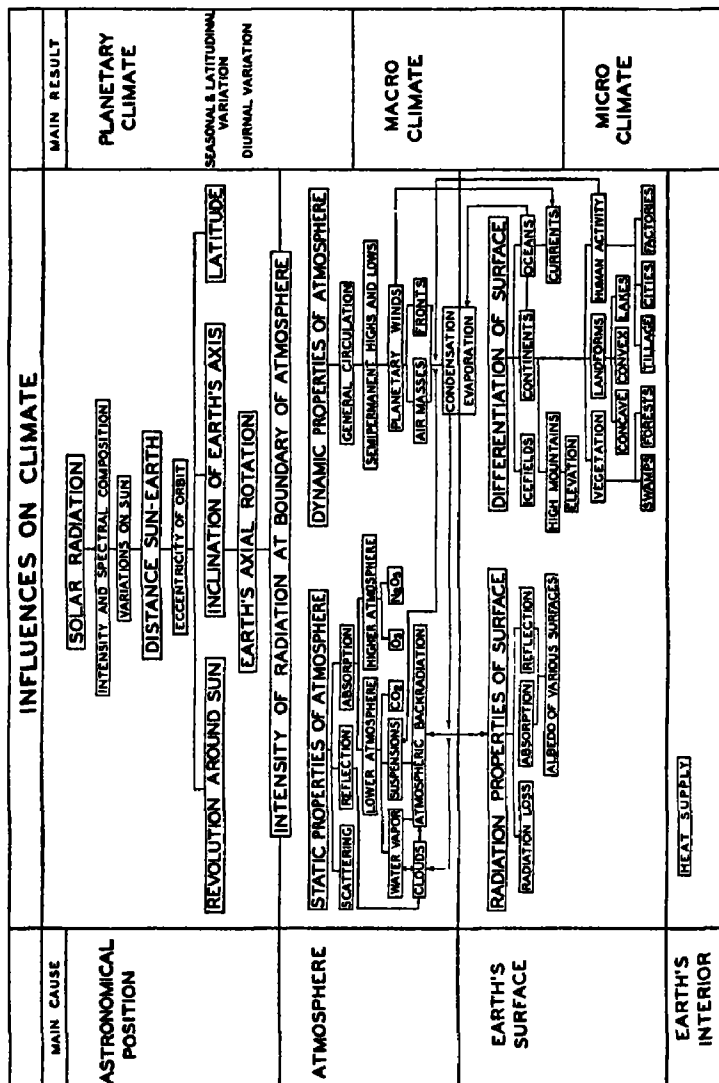 INFLUENCES ON CLIMATE
MAIN CAUSE
MAIN RESULT
ASTRONOMICAL
POSITION
SOLAR RADIATION
INTENSITY AND SPECTRAL COMPOSITION
VARIATIONS ON SUN
DISTANCE SUN-EARTH
ECCENTRICITY OF ORBIT
REVOLUTION AROUND SUN
INCLINATION OF EARTH'S AXIS
LATITUDE
EARTH'S AXIAL ROTATION
INTENSITY OF RADIATION AT BOUNDARY OF ATMOSPHERE
PLANETARY
CLIMATE
SEASONAL & LATITUDINAL
VARIATION
DIURNAL VARIATION
ATMOSPHERE
STATIC PROPERTIES OF ATMOSPHERE
SCATTERING
REFLECTION
ABSORPTION
LOWER ATMOSPHERE
HIGHER ATMOSPHERE
WATER VAPOR
SUSPENSIONS
CO2
O3
CLOUDS
ATMOSPHERIC BACKRADIATION
DYNAMIC PROPERTIES OF ATMOSPHERE
GENERAL CIRCULATION
SEMIPERMANENT HIGHS AND LOWS
PLANETARY WINDS
AIR MASSES
FRONTS
CONDENSATION
EVAPORATION
MACRO
CLIMATE
EARTH'S
SURFACE
RADIATION PROPERTIES OF SURFACE
RADIATION LOSS
ABSORPTION
REFLECTION
ALBEDO OF VARIOUS SURFACES
DIFFERENTIATION OF SURFACE
ICEFIELDS
CONTINENTS
OCEANS
HIGH MOUNTAINS
ELEVATION
CURRENTS
VEGETATION
LANDFORMS
HUMAN ACTIVITY
CONCAVE
CONVEX
LAKES
SWAMPS
FORESTS
TILLAGE
CITIES
FACTORIES
MICRO
CLIMATE
EARTH'S
INTERIOR
HEAT SUPPLY